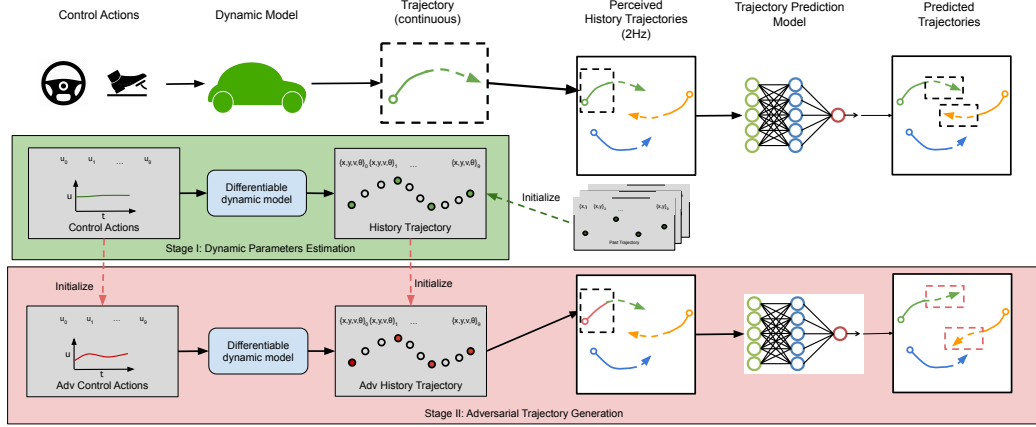 Control Actions
Dynamic Model
Trajectory
(continuous)
Perceived
History Trajectories
(2Hz)
Trajectory Prediction
Model
Predicted
Trajectories
u0 u1 ... u9
u
t
Control Actions
Differentiable
dynamic model
{x,y,v,θ}0 {x,y,v,θ}1 ... {x,y,v,θ}9
History Trajectory
Stage I: Dynamic Parameters Estimation
Initialize
Past Trajectory
Initialize
Initialize
u0 u1 ... u9
u
t
Adv Control Actions
Differentiable
dynamic model
{x,y,v,θ}0 {x,y,v,θ}1 ... {x,y,v,θ}9
Adv History Trajectory
Stage II: Adversarial Trajectory Generation